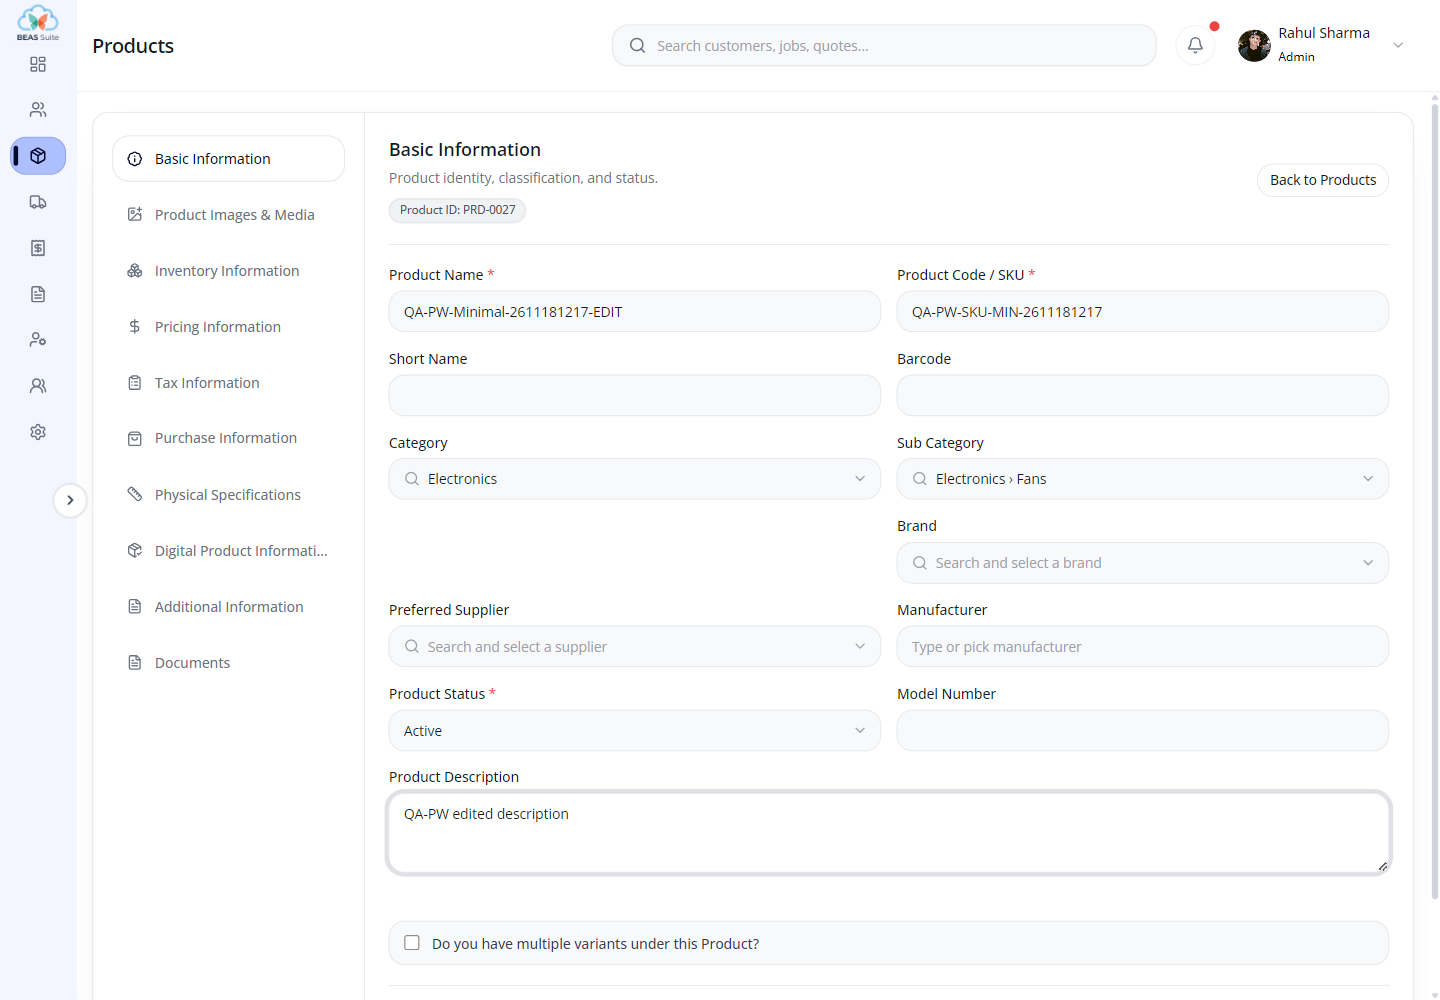 BEAS Suite
Products
Search customers, jobs, quotes...
Rahul Sharma
Admin
Basic Information
Product Images & Media
Inventory Information
Pricing Information
Tax Information
Purchase Information
Physical Specifications
Digital Product Informati...
Additional Information
Documents
Basic Information
Product identity, classification, and status.
Product ID: PRD-0027
Back to Products
Product Name *
Product Code / SKU *
QA-PW-Minimal-2611181217-EDIT
QA-PW-SKU-MIN-2611181217
Short Name
Barcode
Category
Sub Category
Electronics
Electronics › Fans
Brand
Search and select a brand
Preferred Supplier
Manufacturer
Search and select a supplier
Type or pick manufacturer
Product Status *
Model Number
Active
Product Description
QA-PW edited description
Do you have multiple variants under this Product?